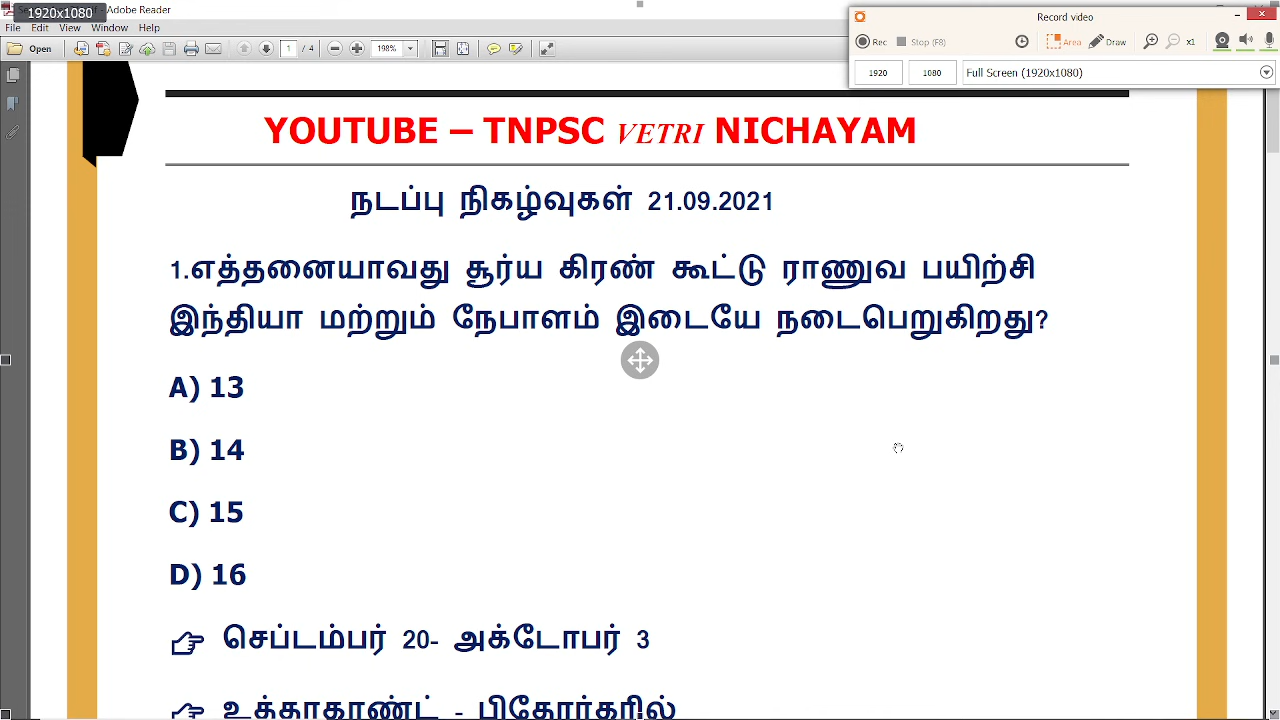 1920x1080
Adobe Reader
Record video
File Edit View Window Help
Open 1 / 4 198%
Rec Stop (F8) Area Draw x1
1920 1080 Full Screen (1920x1080)
YOUTUBE – TNPSC VETRI NICHAYAM
நடப்பு நிகழ்வுகள் 21.09.2021
1.எத்தனையாவது சூர்ய கிரண் கூட்டு ராணுவ பயிற்சி
இந்தியா மற்றும் நேபாளம் இடையே நடைபெறுகிறது?
A) 13
B) 14
C) 15
D) 16
செப்டம்பர் 20- அக்டோபர் 3
உத்தரகாண்ட் - பிதோர்கரில்